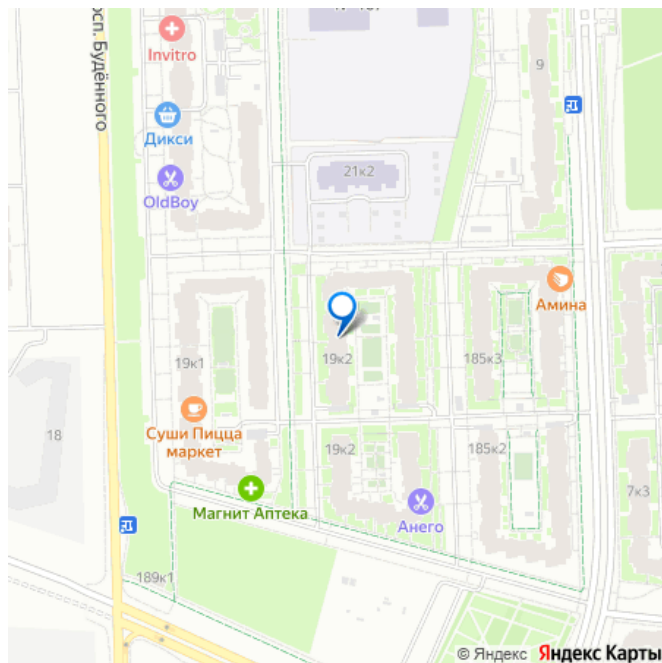 Invitro
осп. Будённого
9
Дикси
21к2
OldBoy
Амина
19к1
19к2
185к3
Суши Пицца
маркет
18
19к2
185к2
7к3
Магнит Аптека
Анего
189к1
© Яндекс Яндекс Карты